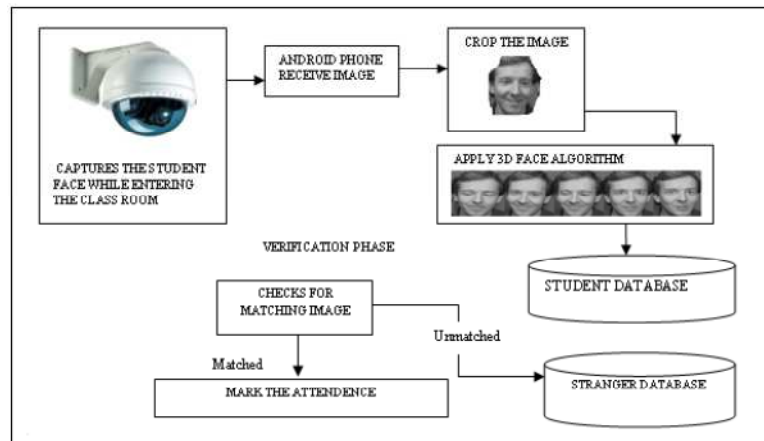 CROP THE IMAGE
ANDROID PHONE
RECEIVE IMAGE
CAPTURES THE STUDENT
FACE WHILE ENTERING
THE CLASS ROOM
APPLY 3D FACE ALGORITHM
VERIFICATION PHASE
STUDENT DATABASE
CHECKS FOR
MATCHING IMAGE
Unmatched
Matched
MARK THE ATTENDENCE
STRANGER DATABASE